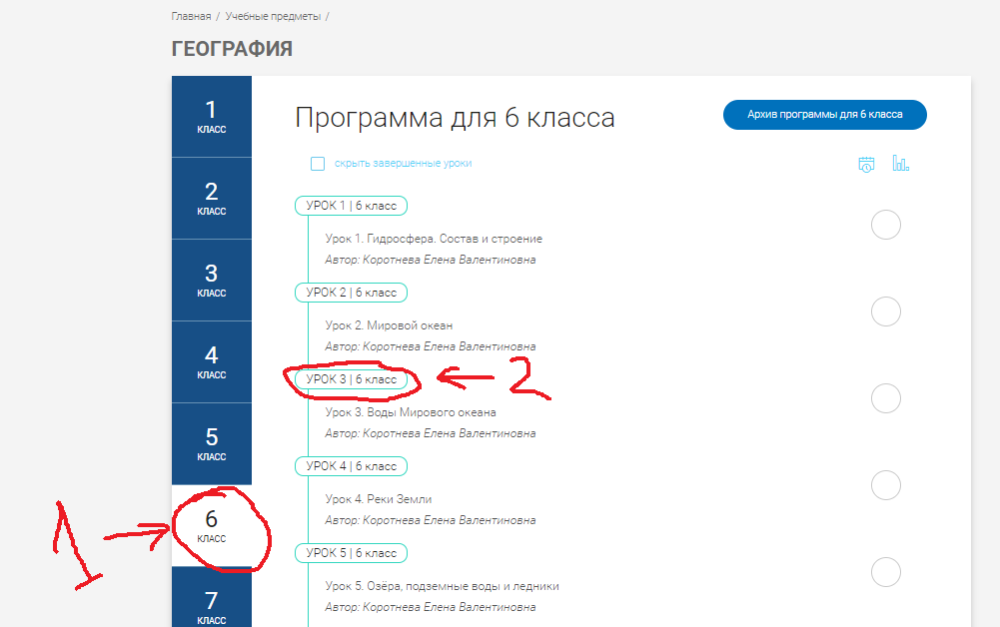 Главная / Учебные предметы /
ГЕОГРАФИЯ
1
КЛАСС
2
КЛАСС
3
КЛАСС
4
КЛАСС
5
КЛАСС
6
КЛАСС
7
КЛАСС
1
Программа для 6 класса
Архив программы для 6 класса
скрыть завершенные уроки
УРОК 1 | 6 класс
Урок 1. Гидросфера. Состав и строение
Автор: Коротнева Елена Валентиновна
УРОК 2 | 6 класс
Урок 2. Мировой океан
Автор: Коротнева Елена Валентиновна
УРОК 3 | 6 класс
2
Урок 3. Воды Мирового океана
Автор: Коротнева Елена Валентиновна
УРОК 4 | 6 класс
Урок 4. Реки Земли
Автор: Коротнева Елена Валентиновна
УРОК 5 | 6 класс
Урок 5. Озёра, подземные воды и ледники
Автор: Коротнева Елена Валентиновна